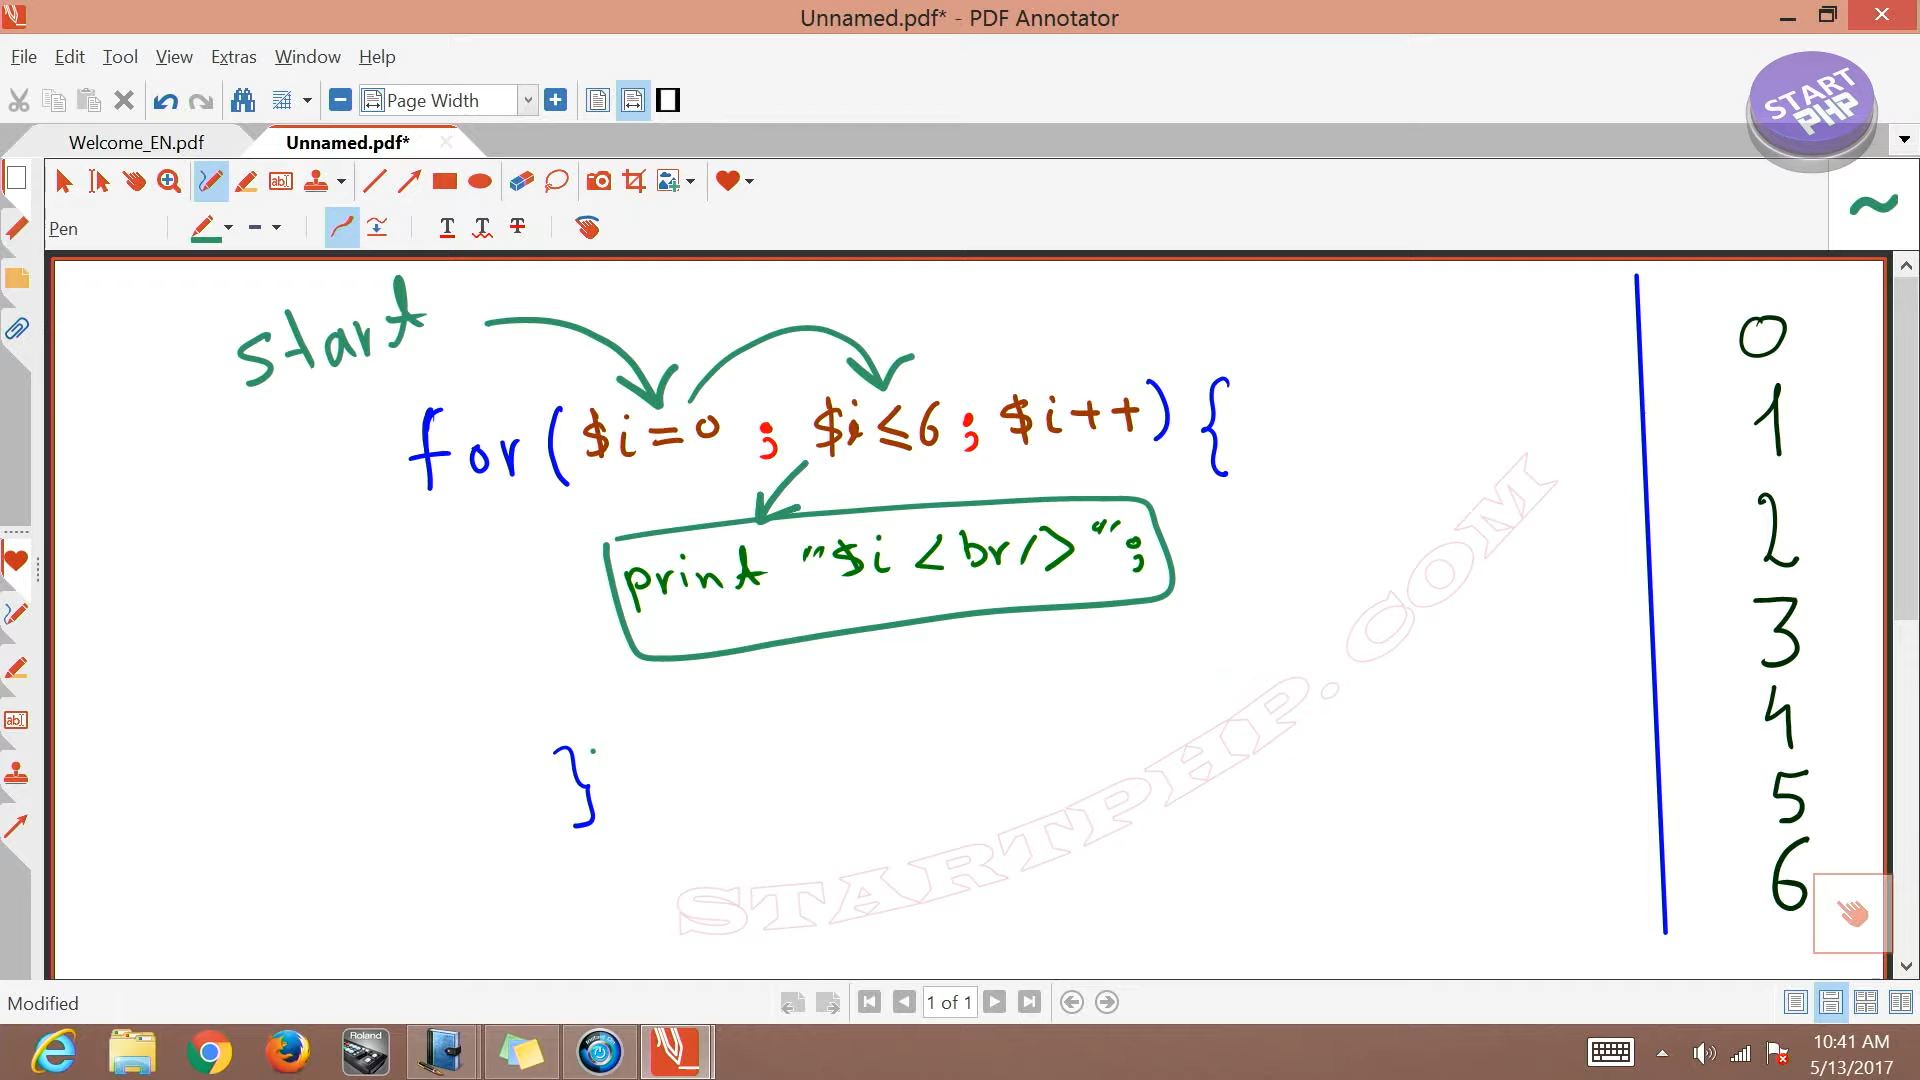 Unnamed.pdf* - PDF Annotator
File Edit Tool View Extras Window Help
Page Width
START PHP
Welcome_EN.pdf
Unnamed.pdf*
Pen
start
for($i=0 ; $i≤6 ; $i++) {
print "$i <br/>";
}
0
1
2
3
4
5
6
STARTPHP.COM
Modified
1 of 1
Roland
10:41 AM
5/13/2017